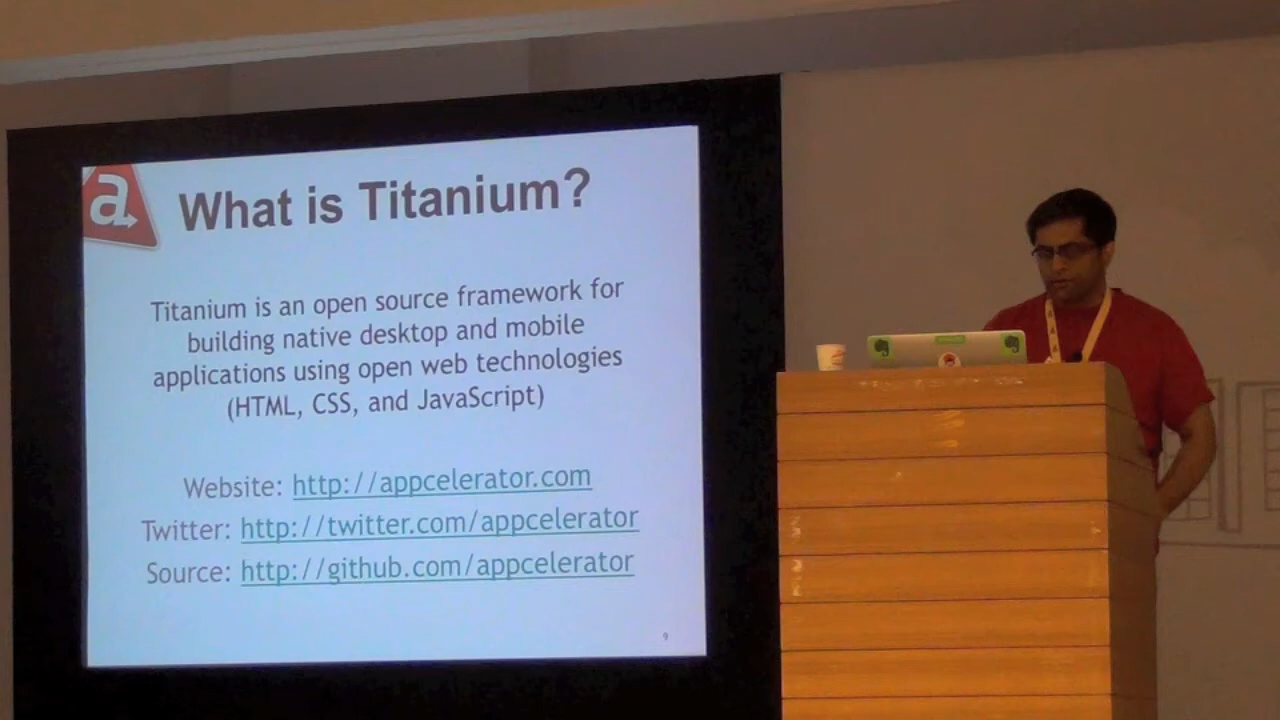 a
What is Titanium?
Titanium is an open source framework for
building native desktop and mobile
applications using open web technologies
(HTML, CSS, and JavaScript)
Website: http://appcelerator.com
Twitter: http://twitter.com/appcelerator
Source: http://github.com/appcelerator
9